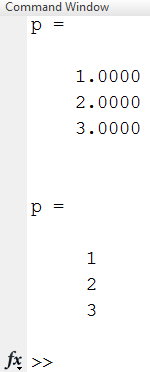 Command Window
p =
1.0000
2.0000
3.0000
p =
1
2
3
fx >>